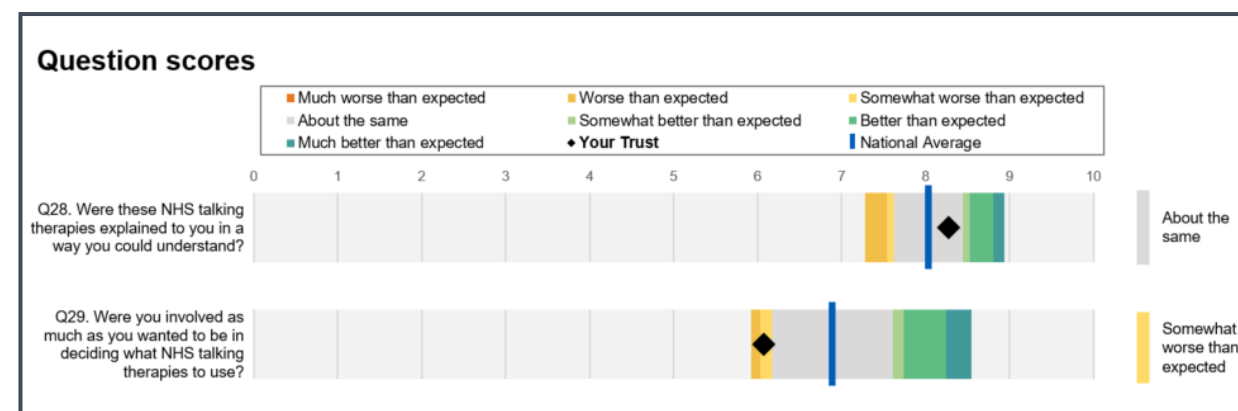 Question scores
Much worse than expected
Worse than expected
Somewhat worse than expected
About the same
Somewhat better than expected
Better than expected
Much better than expected
Your Trust
National Average
0 1 2 3 4 5 6 7 8 9 10
Q28. Were these NHS talking
therapies explained to you in a
way you could understand?
About the
same
Q29. Were you involved as
much as you wanted to be in
deciding what NHS talking
therapies to use?
Somewhat
worse than
expected